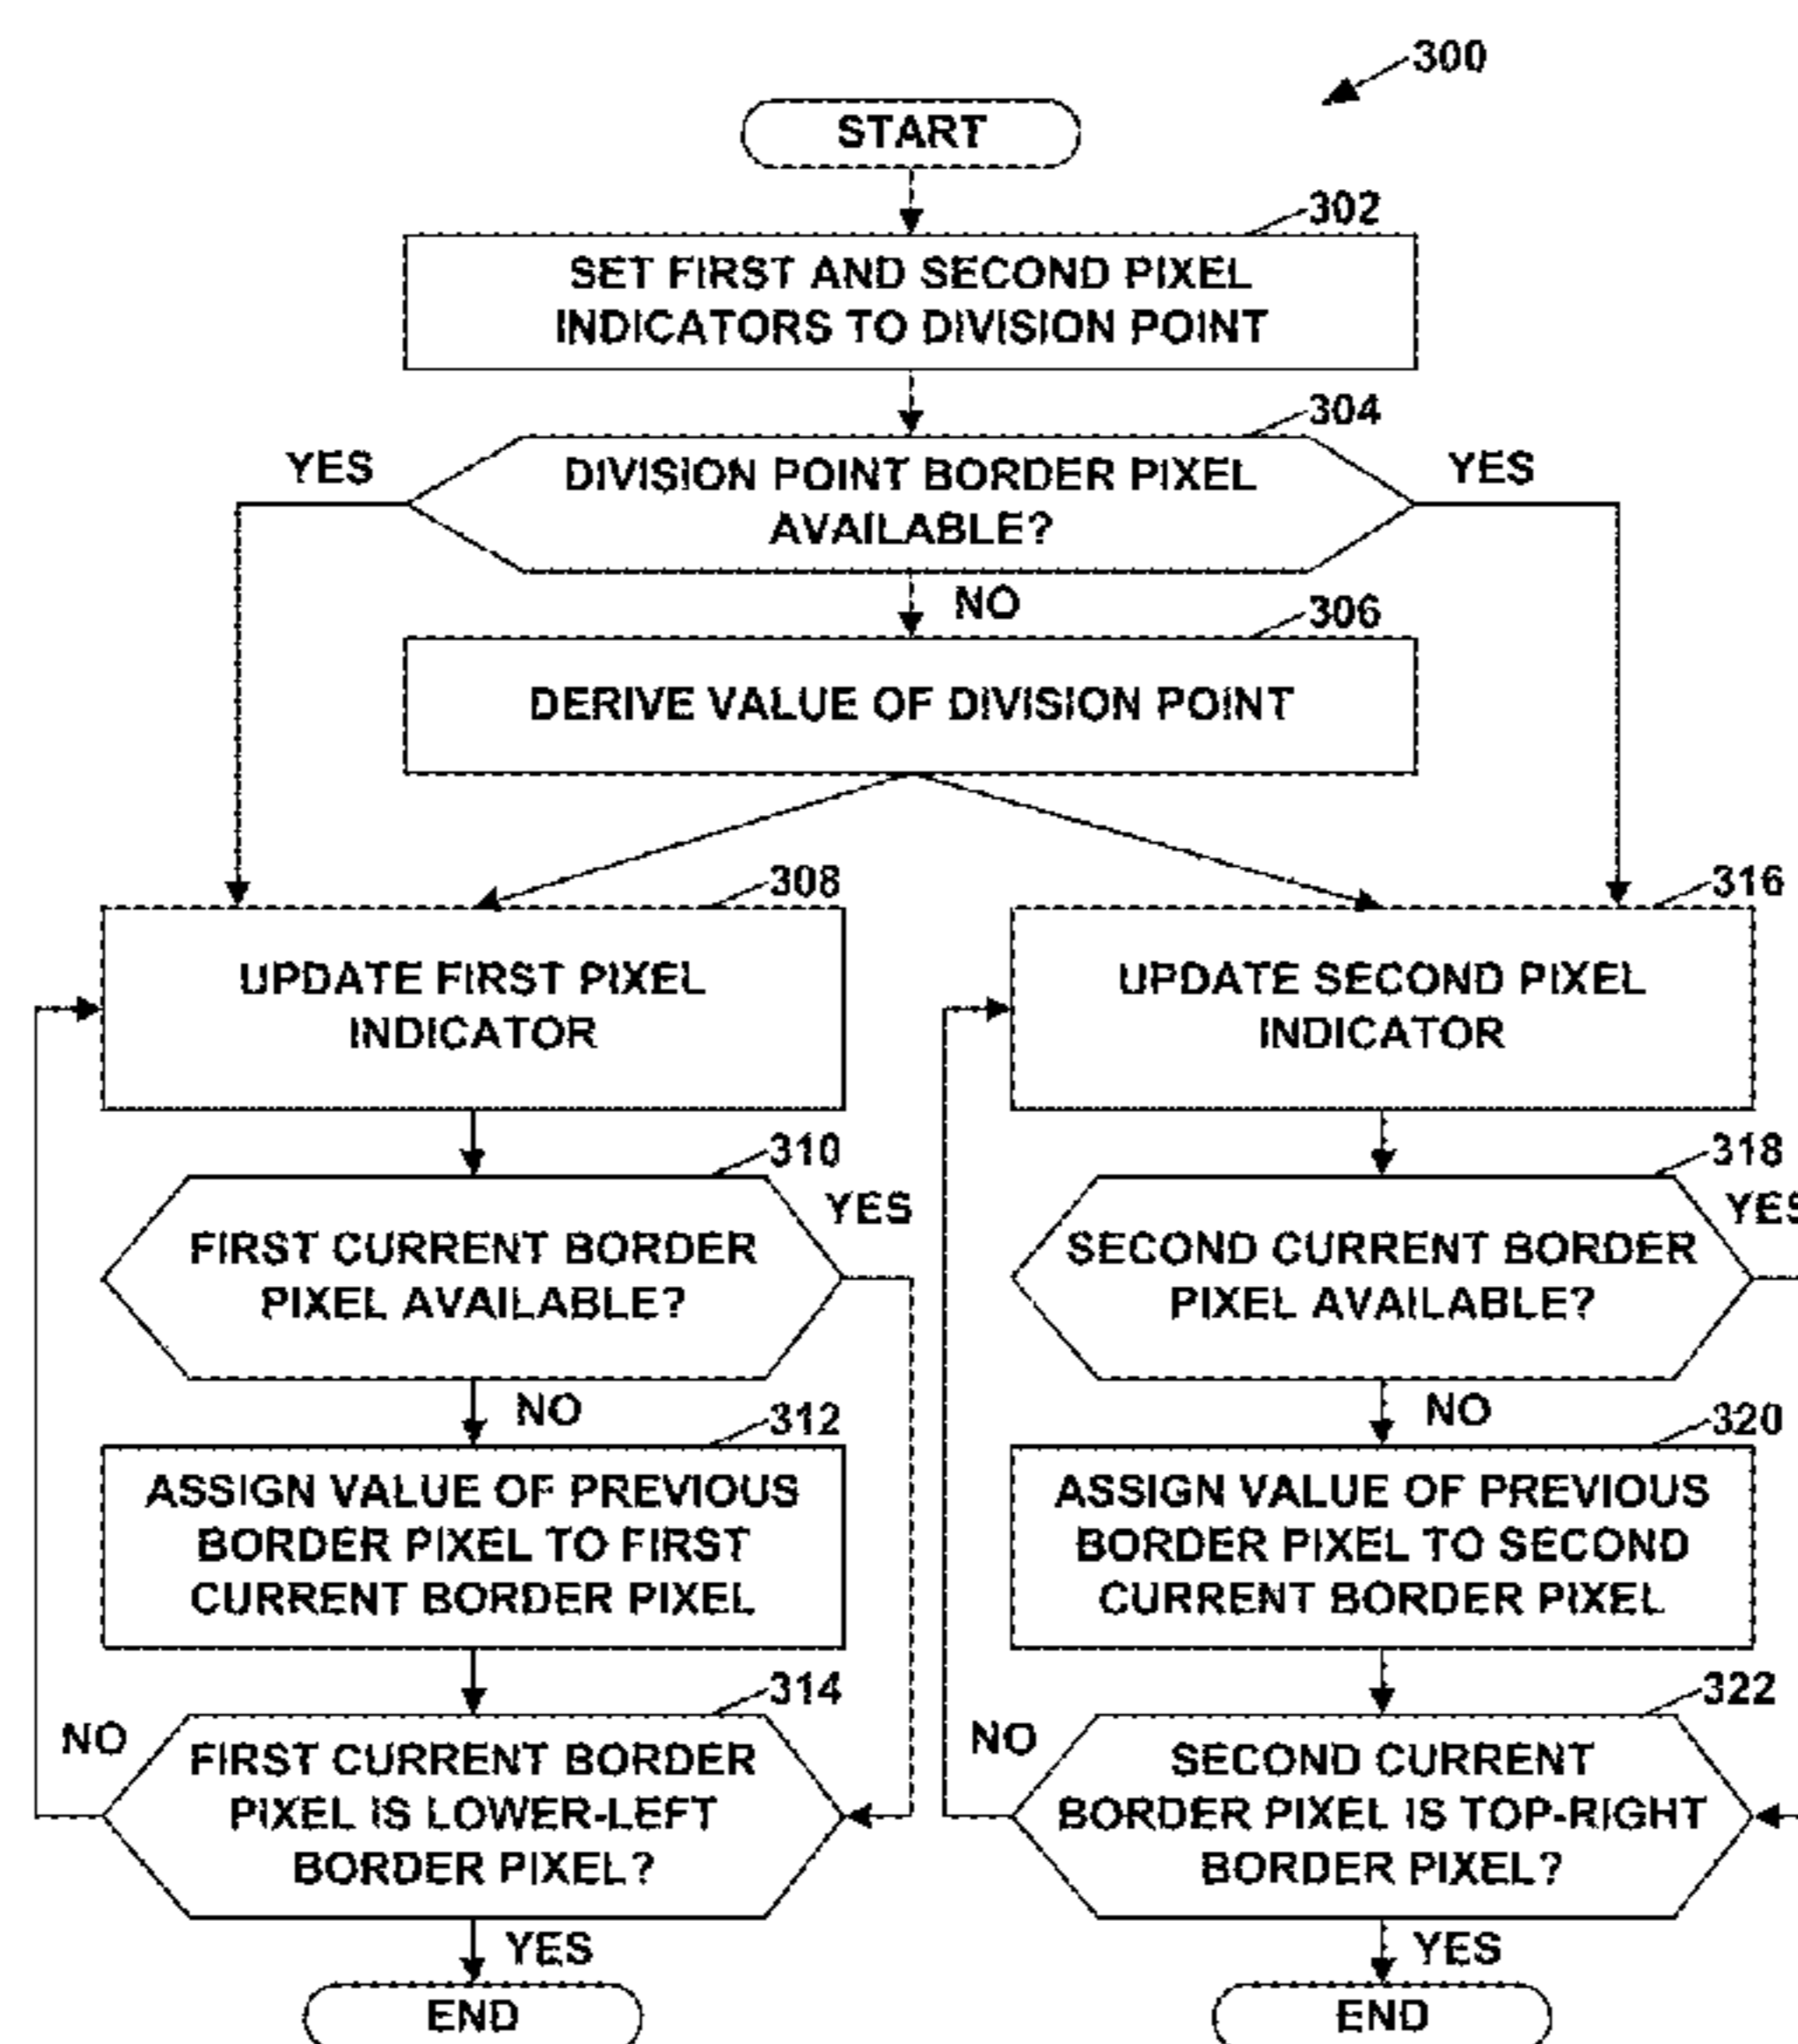 300
START
302
SET FIRST AND SECOND PIXEL
INDICATORS TO DIVISION POINT
304
YES
DIVISION POINT BORDER PIXEL
AVAILABLE?
YES
NO
306
DERIVE VALUE OF DIVISION POINT
308
UPDATE FIRST PIXEL
INDICATOR
310
FIRST CURRENT BORDER
PIXEL AVAILABLE?
YES
NO
312
ASSIGN VALUE OF PREVIOUS
BORDER PIXEL TO FIRST
CURRENT BORDER PIXEL
314
NO
FIRST CURRENT BORDER
PIXEL IS LOWER-LEFT
BORDER PIXEL?
YES
END
316
UPDATE SECOND PIXEL
INDICATOR
318
SECOND CURRENT BORDER
PIXEL AVAILABLE?
YES
NO
320
ASSIGN VALUE OF PREVIOUS
BORDER PIXEL TO SECOND
CURRENT BORDER PIXEL
322
NO
SECOND CURRENT
BORDER PIXEL IS TOP-RIGHT
BORDER PIXEL?
YES
END